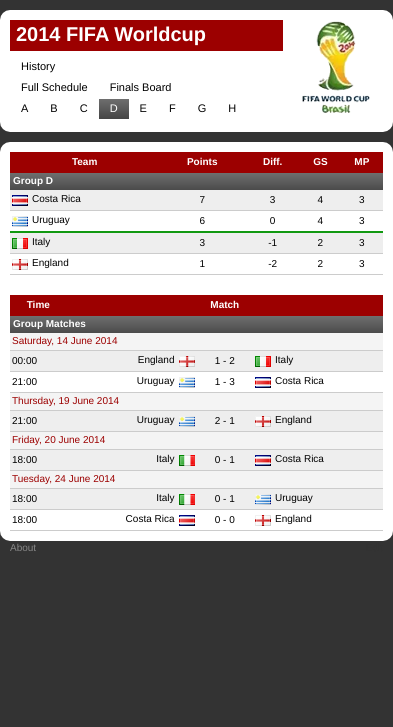 2014 FIFA Worldcup
2014
FIFA WORLD CUP
Brasil
History
Full Schedule Finals Board
A B C D E F G H
Team Points Diff. GS MP
Group D
Costa Rica 7 3 4 3
Uruguay 6 0 4 3
Italy 3 -1 2 3
England 1 -2 2 3
Time Match
Group Matches
Saturday, 14 June 2014
00:00 England 1 - 2 Italy
21:00 Uruguay 1 - 3 Costa Rica
Thursday, 19 June 2014
21:00 Uruguay 2 - 1 England
Friday, 20 June 2014
18:00 Italy 0 - 1 Costa Rica
Tuesday, 24 June 2014
18:00 Italy 0 - 1 Uruguay
18:00 Costa Rica 0 - 0 England
About